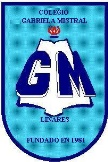 COLEGIO
GABRIELA MISTRAL
GM
LINARES
FUNDADO EN 1981